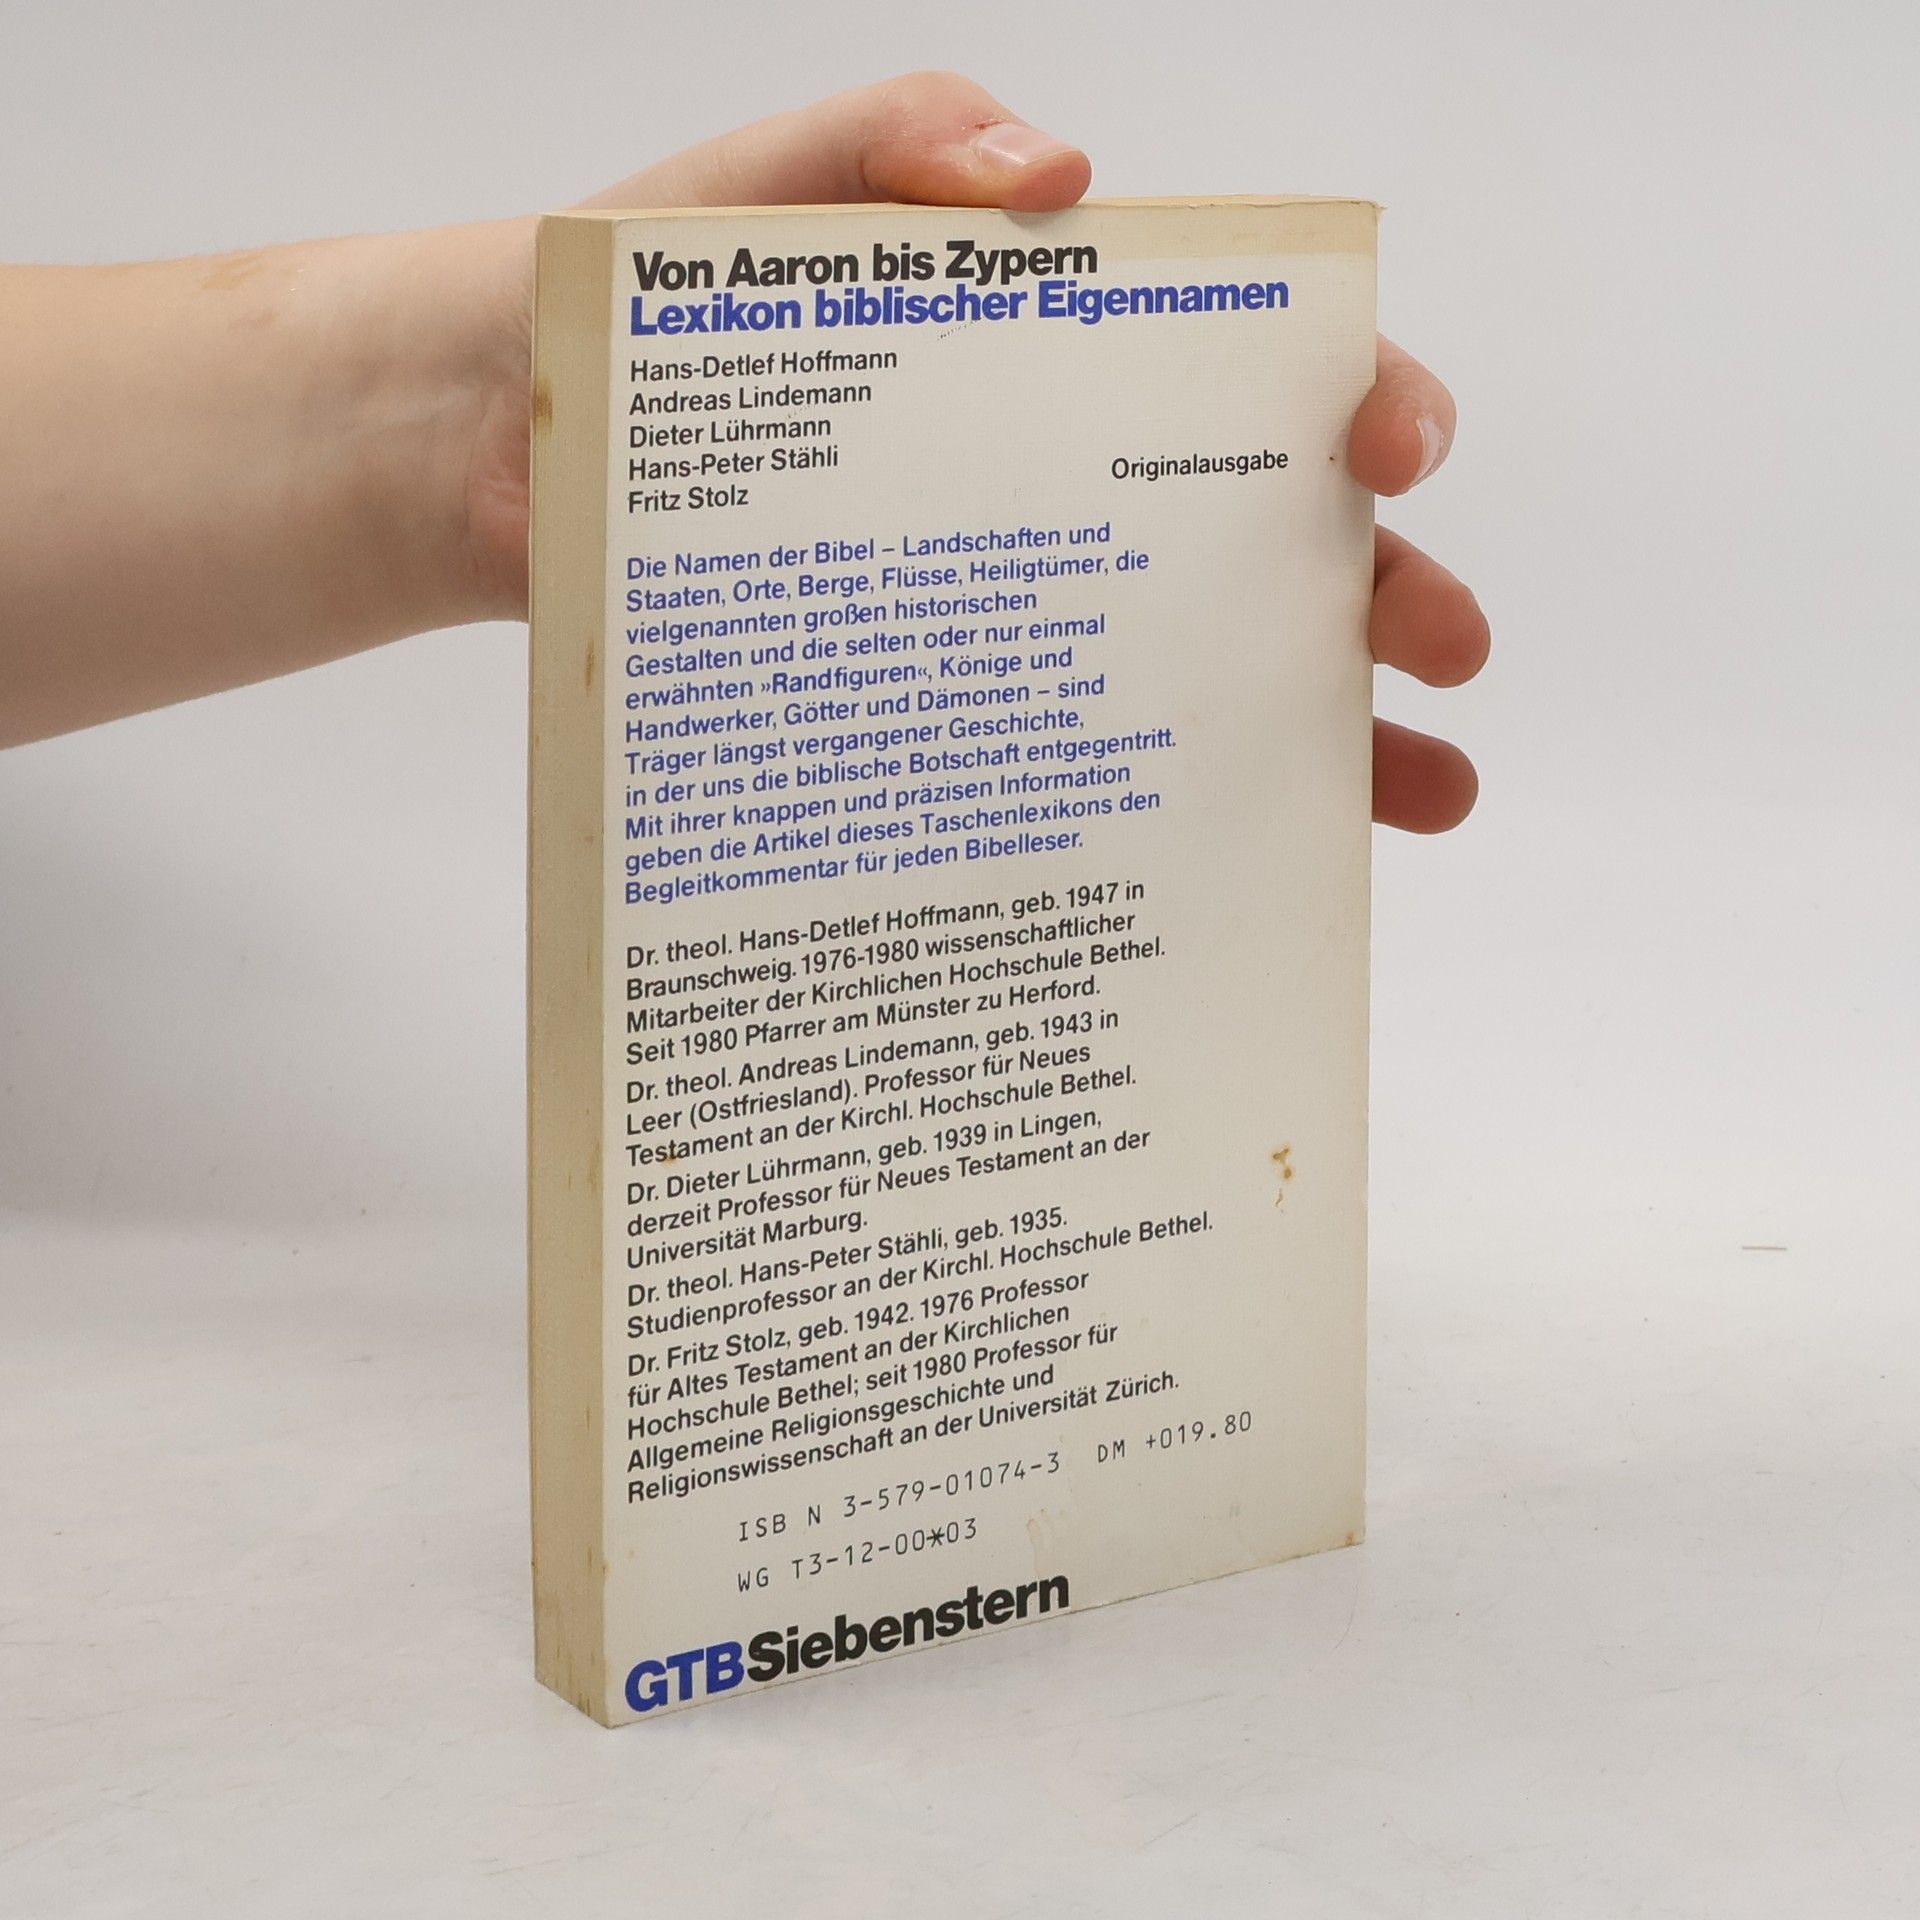 Von Aaron bis Zypern
Lexikon biblischer Eigennamen
Hans-Detlef Hoffmann
Andreas Lindemann
Dieter Lührmann
Hans-Peter Stähli
Fritz Stolz
Originalausgabe
Die Namen der Bibel – Landschaften und
Staaten, Orte, Berge, Flüsse, Heiligtümer, die
vielgenannten großen historischen
Gestalten und die selten oder nur einmal
erwähnten »Randfiguren«, Könige und
Handwerker, Götter und Dämonen – sind
Träger längst vergangener Geschichte,
in der uns die biblische Botschaft entgegentritt.
Mit ihrer knappen und präzisen Information
geben die Artikel dieses Taschenlexikons den
Begleitkommentar für jeden Bibelleser.
Dr. theol. Hans-Detlef Hoffmann, geb. 1947 in
Braunschweig. 1976-1980 wissenschaftlicher
Mitarbeiter der Kirchlichen Hochschule Bethel.
Seit 1980 Pfarrer am Münster zu Herford.
Dr. theol. Andreas Lindemann, geb. 1943 in
Leer (Ostfriesland). Professor für Neues
Testament an der Kirchl. Hochschule Bethel.
Dr. Dieter Lührmann, geb. 1939 in Lingen,
derzeit Professor für Neues Testament an der
Universität Marburg.
Dr. theol. Hans-Peter Stähli, geb. 1935.
Studienprofessor an der Kirchl. Hochschule Bethel.
Dr. Fritz Stolz, geb. 1942. 1976 Professor
für Altes Testament an der Kirchlichen
Hochschule Bethel; seit 1980 Professor für
Allgemeine Religionsgeschichte und
Religionswissenschaft an der Universität Zürich.
ISB N 3-579-01074-3 DM +019.80
WG T3-12-00*03
GTBSiebenstern